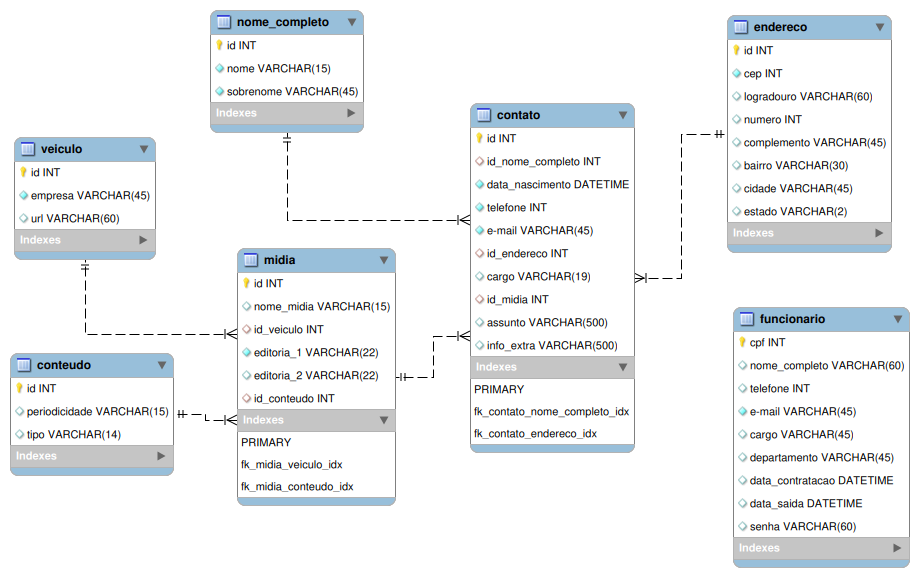 nome_completo
id INT
nome VARCHAR(15)
sobrenome VARCHAR(45)
Indexes
endereco
id INT
cep INT
logradouro VARCHAR(60)
numero INT
complemento VARCHAR(45)
bairro VARCHAR(30)
cidade VARCHAR(45)
estado VARCHAR(2)
Indexes
contato
id INT
id_nome_completo INT
data_nascimento DATETIME
telefone INT
e-mail VARCHAR(45)
id_endereco INT
cargo VARCHAR(19)
id_midia INT
assunto VARCHAR(500)
info_extra VARCHAR(500)
Indexes
PRIMARY
fk_contato_nome_completo_idx
fk_contato_endereco_idx
veiculo
id INT
empresa VARCHAR(45)
url VARCHAR(60)
Indexes
midia
id INT
nome_midia VARCHAR(15)
id_veiculo INT
editoria_1 VARCHAR(22)
editoria_2 VARCHAR(22)
id_conteudo INT
Indexes
PRIMARY
fk_midia_veiculo_idx
fk_midia_conteudo_idx
conteudo
id INT
periodicidade VARCHAR(15)
tipo VARCHAR(14)
Indexes
funcionario
cpf INT
nome_completo VARCHAR(60)
telefone INT
e-mail VARCHAR(45)
cargo VARCHAR(45)
departamento VARCHAR(45)
data_contratacao DATETIME
data_saida DATETIME
senha VARCHAR(60)
Indexes